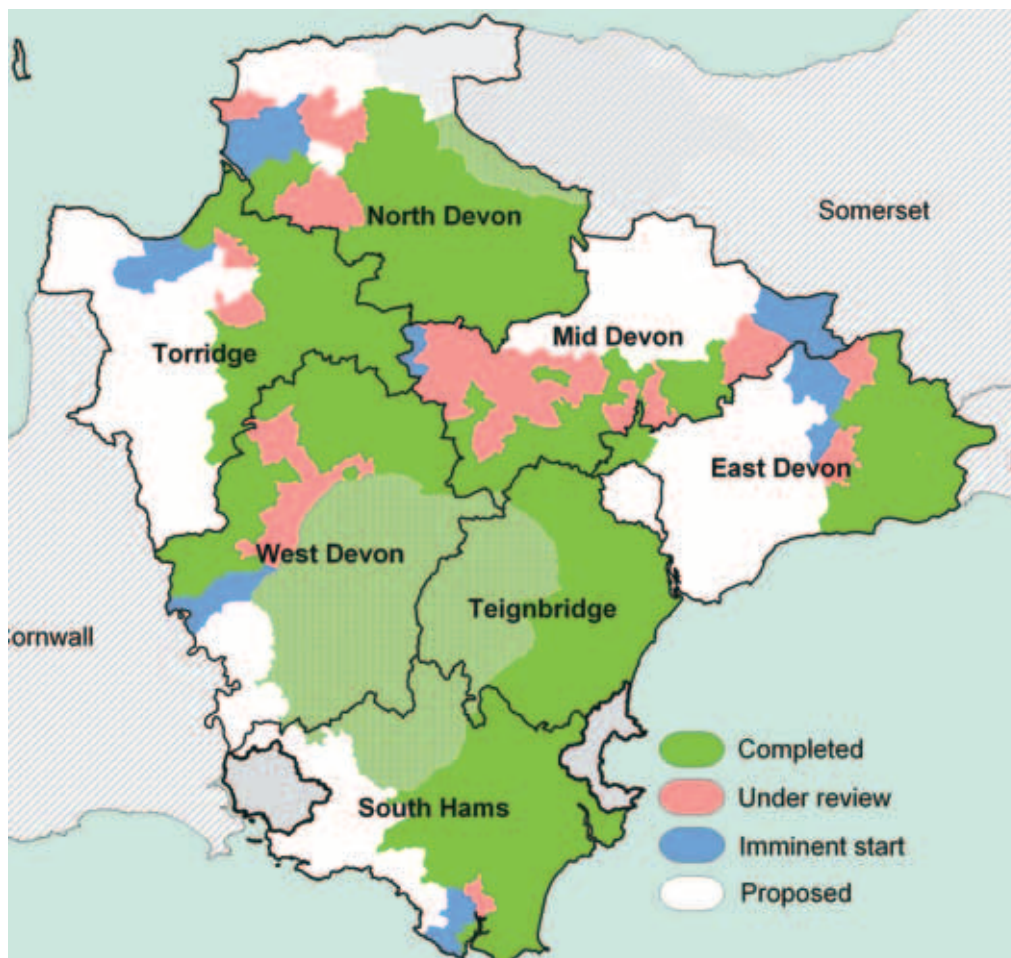 Somerset
North Devon
Mid Devon
Torridge
East Devon
West Devon
Teignbridge
Cornwall
Completed
Under review
South Hams
Imminent start
Proposed